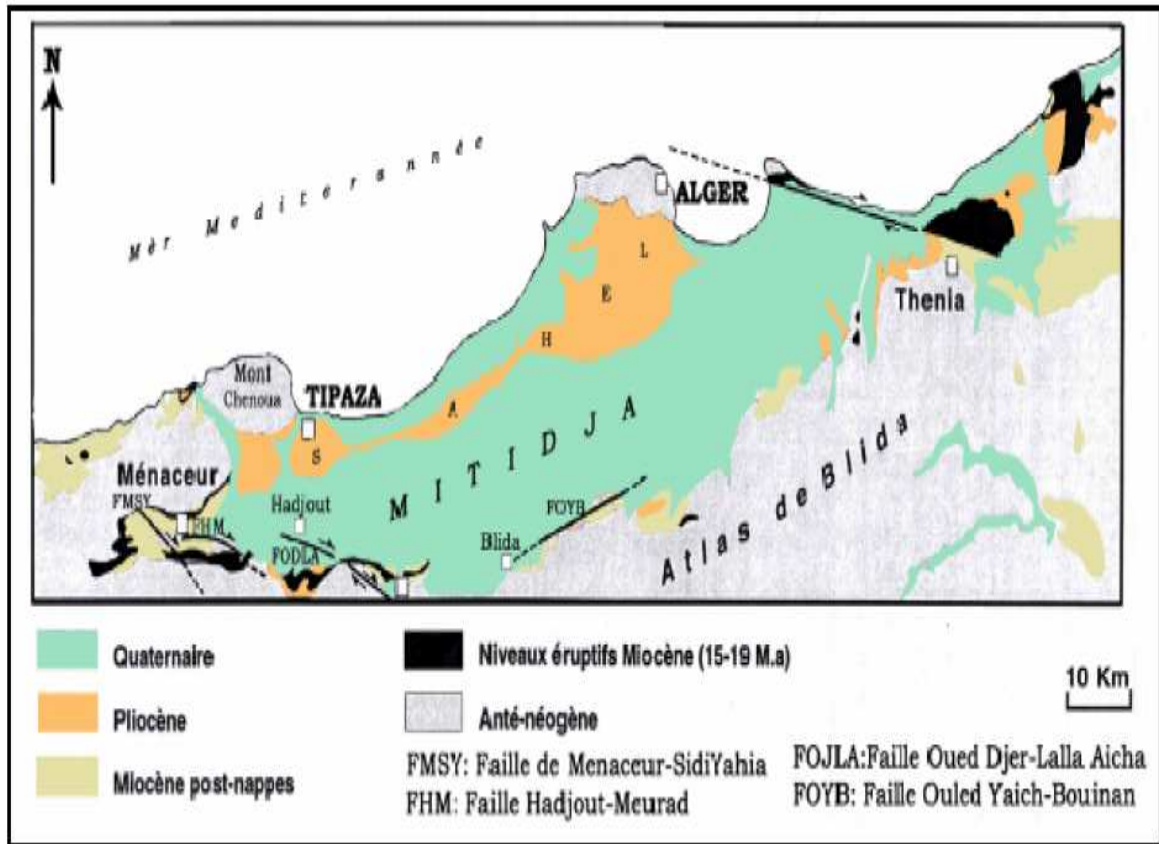 N
Mèr Mediterannée
ALGER
L
E
H
A
S
Thenia
Mont
Chenoua
TIPAZA
MITIDJA
Ménaceur
FMSY
FHM
Hadjout
FODLA
FOYB
Blida
Atlas de Blida
Quaternaire
Pliocène
Miocène post-nappes
Niveaux éruptifs Miocène (15-19 M.a)
Anté-néogène
10 Km
FMSY: Faille de Menaceur-SidiYahia
FHM: Faille Hadjout-Meurad
FOJLA:Faille Oued Djer-Lalla Aicha
FOYB: Faille Ouled Yaich-Bouinan